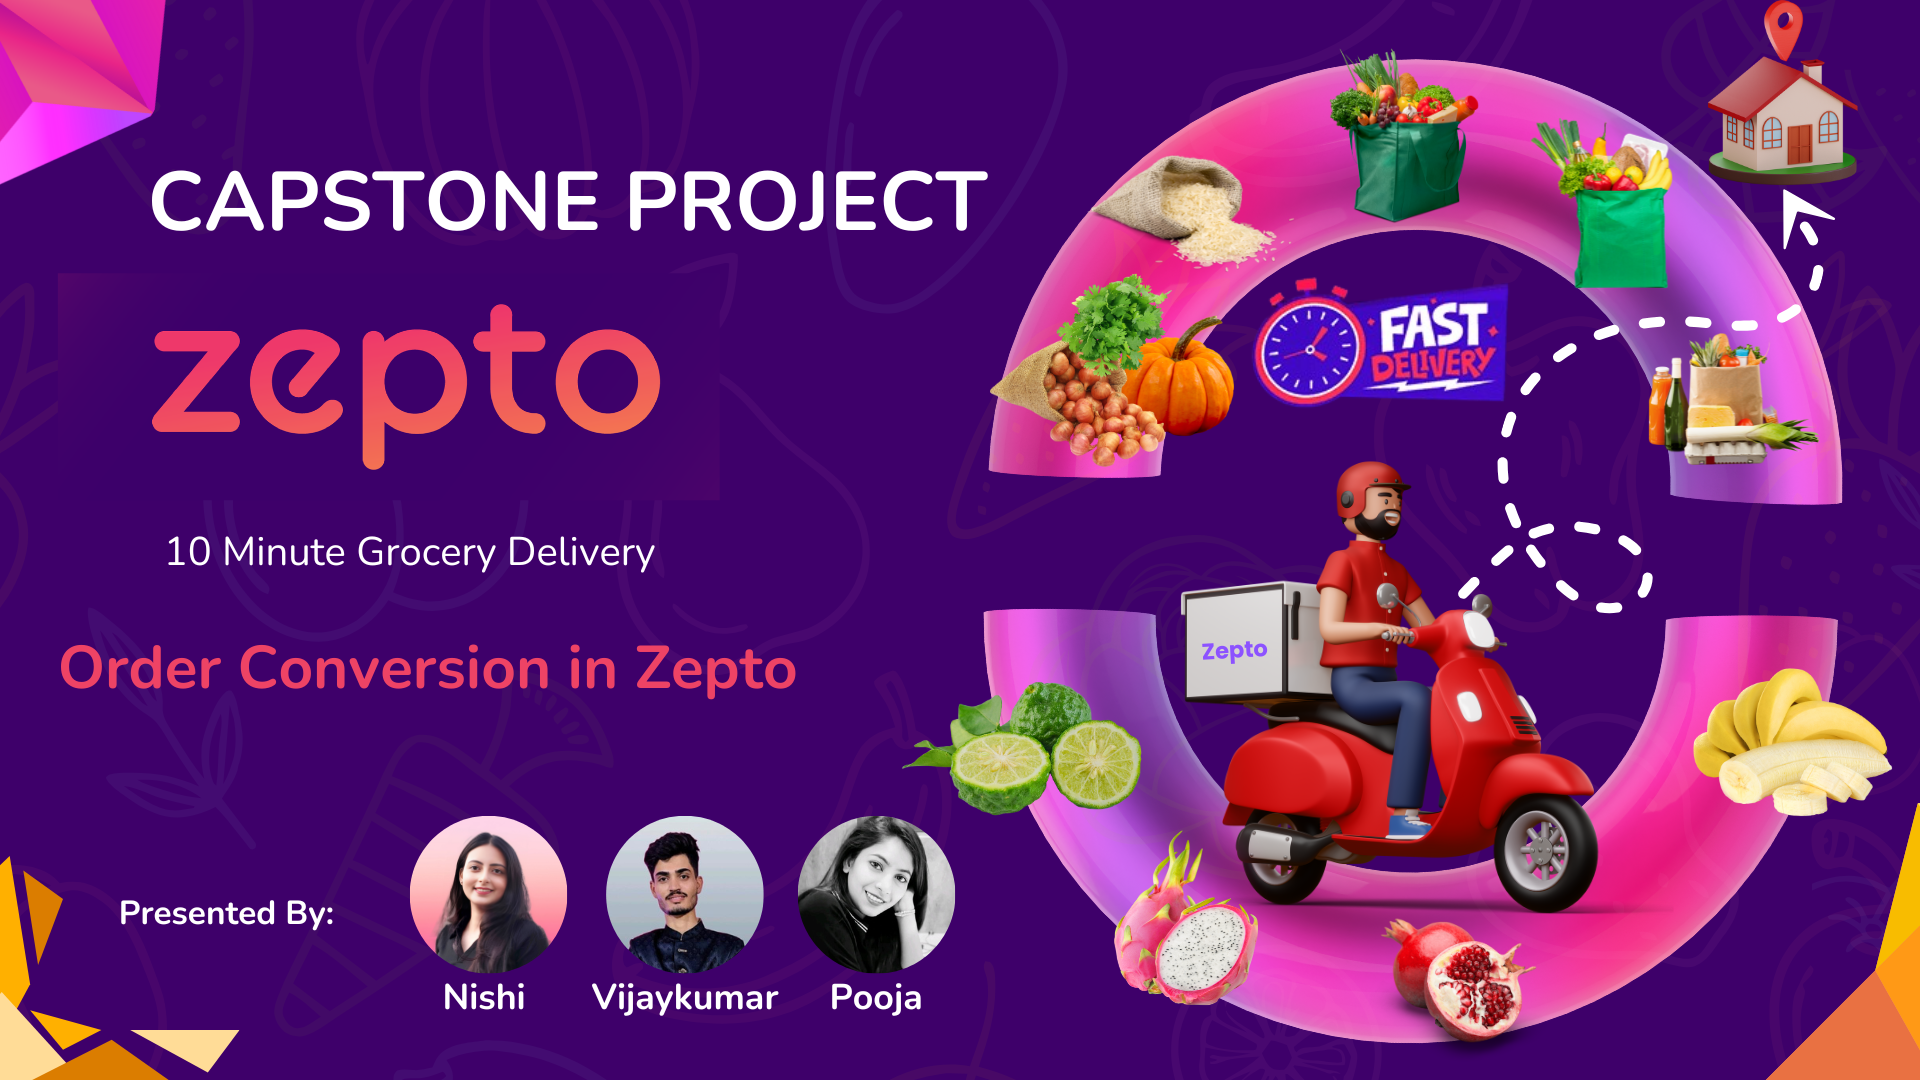 CAPSTONE PROJECT
zepto
10 Minute Grocery Delivery
Order Conversion in Zepto
Presented By:
Nishi
Vijaykumar
Pooja
FAST
DELIVERY
Zepto